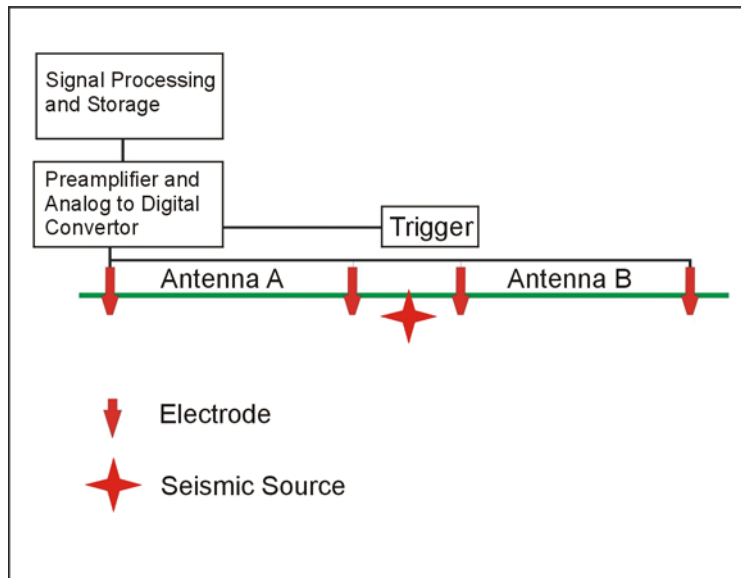 Signal Processing
and Storage
Preamplifier and
Analog to Digital
Convertor
Trigger
Antenna A
Antenna B
Electrode
Seismic Source